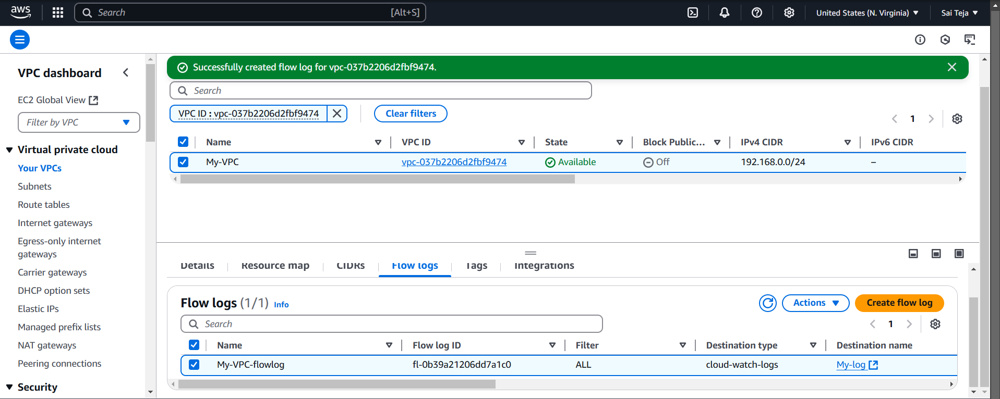 aws
Search [Alt+S]
United States (N. Virginia)
Sai Teja
VPC dashboard
EC2 Global View
Filter by VPC
Virtual private cloud
Your VPCs
Subnets
Route tables
Internet gateways
Egress-only internet
gateways
Carrier gateways
DHCP option sets
Elastic IPs
Managed prefix lists
NAT gateways
Peering connections
Security
Successfully created flow log for vpc-037b2206d2fbf9474.
Search
VPC ID : vpc-037b2206d2fbf9474
Clear filters
1
Name VPC ID State Block Public... IPv4 CIDR IPv6 CIDR
My-VPC vpc-037b2206d2fbf9474 Available Off 192.168.0.0/24 –
Details Resource map CIDRs Flow logs Tags Integrations
Flow logs (1/1) Info
Actions
Create flow log
Search
1
Name Flow log ID Filter Destination type Destination name
My-VPC-flowlog fl-0b39a21206dd7a1c0 ALL cloud-watch-logs My-log